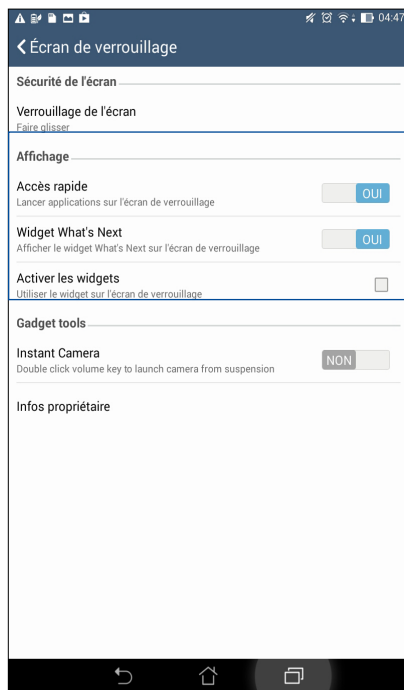 04:47
Écran de verrouillage
Sécurité de l'écran
Verrouillage de l'écran
Faire glisser
Affichage
Accès rapide
OUI
Lancer applications sur l'écran de verrouillage
Widget What's Next
OUI
Afficher le widget What's Next sur l'écran de verrouillage
Activer les widgets
Utiliser le widget sur l'écran de verrouillage
Gadget tools
Instant Camera
NON
Double click volume key to launch camera from suspension
Infos propriétaire